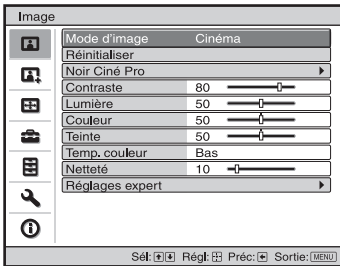 Image
Mode d'image Cinéma
Réinitialiser
Noir Ciné Pro
Contraste 80
Lumière 50
Couleur 50
Teinte 50
Temp. couleur Bas
Netteté 10
Réglages expert
Sél: Régl: Préc: Sortie: MENU